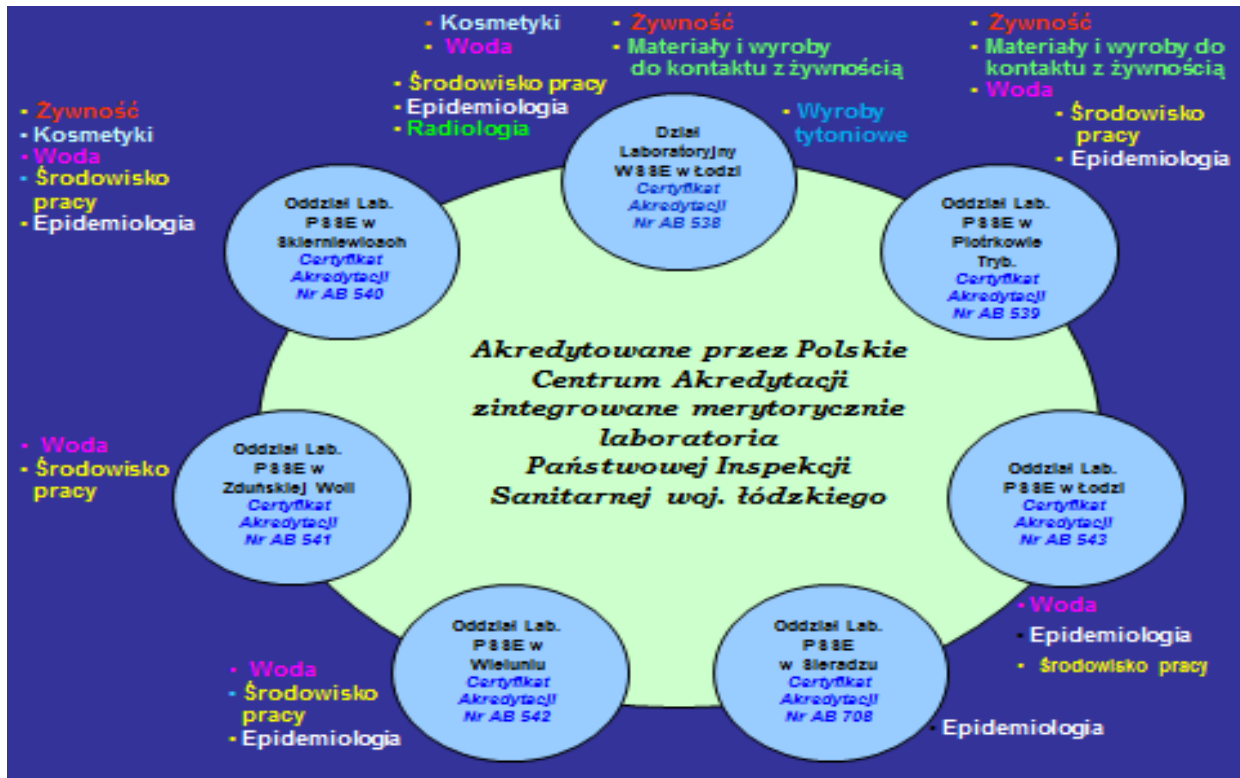 - Kosmetyki
- Woda
- Środowisko pracy
- Epidemiologia
- Radiologia
- Żywność
- Materiały i wyroby
do kontaktu z żywnością
- Wyroby
tytoniowe
- Żywność
- Materiały i wyroby do
kontaktu z żywnością
- Woda
- Środowisko
pracy
- Epidemiologia
- Żywność
- Kosmetyki
- Woda
- Środowisko
pracy
- Epidemiologia
Oddział Lab.
PSSE w
Skierniewicach
Certyfikat
Akredytacji
Nr AB 540
Dział
Laboratoryjny
WSSE w Łodzi
Certyfikat
Akredytacji
Nr AB 538
Oddział Lab.
PSSE w
Piotrkowie
Tryb.
Certyfikat
Akredytacji
Nr AB 539
Akredytowane przez Polskie
Centrum Akredytacji
zintegrowane merytorycznie
laboratoria
Państwowej Inspekcji
Sanitarnej woj. łódzkiego
- Woda
- Środowisko
pracy
Oddział Lab.
PSSE w
Zduńskiej Woli
Certyfikat
Akredytacji
Nr AB 541
Oddział Lab.
PSSE w Łodzi
Certyfikat
Akredytacji
Nr AB 543
- Woda
- Epidemiologia
- Środowisko pracy
- Woda
- Środowisko
pracy
- Epidemiologia
Oddział Lab.
PSSE w
Wieluniu
Certyfikat
Akredytacji
Nr AB 542
Oddział Lab.
PSSE
w Sieradzu
Certyfikat
Akredytacji
Nr AB 708
- Epidemiologia